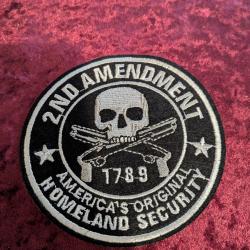 2ND AMENDMENT
1789
AMERICA'S ORIGINAL
HOMELAND SECURITY